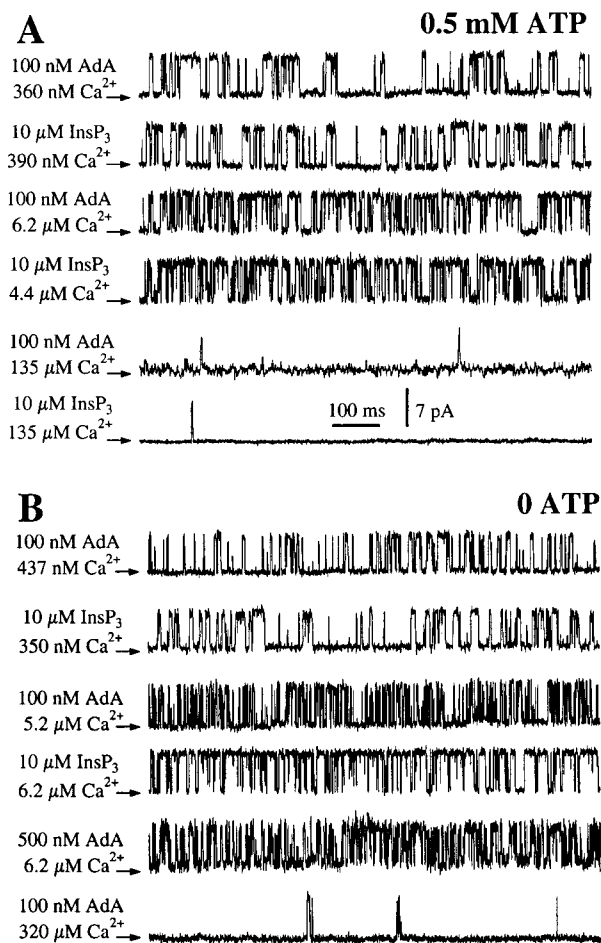 A
0.5 mM ATP
100 nM AdA
360 nM Ca2+
10 μM InsP3
390 nM Ca2+
100 nM AdA
6.2 μM Ca2+
10 μM InsP3
4.4 μM Ca2+
100 nM AdA
135 μM Ca2+
10 μM InsP3
135 μM Ca2+
100 ms
7 pA
B
0 ATP
100 nM AdA
437 nM Ca2+
10 μM InsP3
350 nM Ca2+
100 nM AdA
5.2 μM Ca2+
10 μM InsP3
6.2 μM Ca2+
500 nM AdA
6.2 μM Ca2+
100 nM AdA
320 μM Ca2+